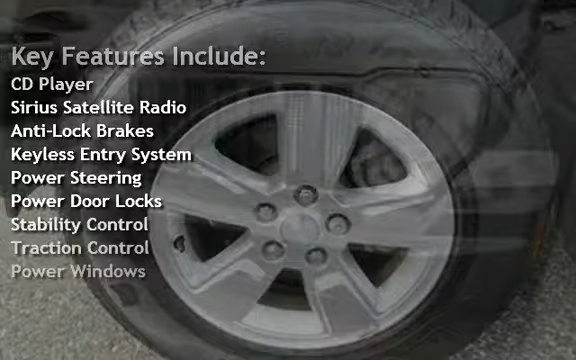 Key Features Include:
CD Player
Sirius Satellite Radio
Anti-Lock Brakes
Keyless Entry System
Power Steering
Power Door Locks
Stability Control
Traction Control
Power Windows